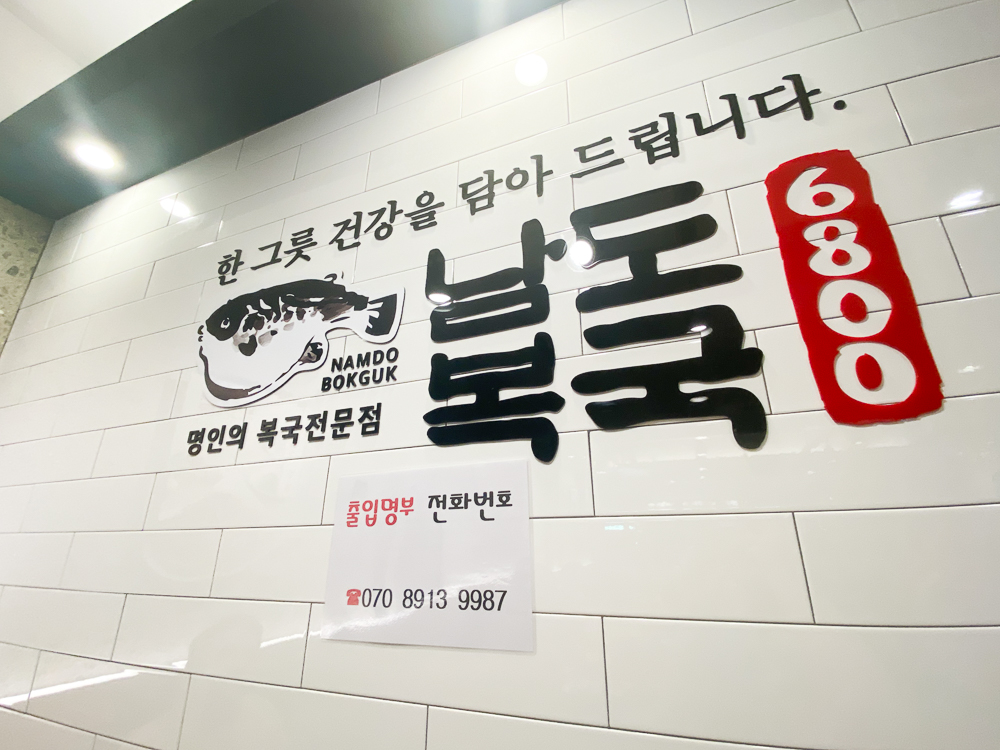 한 그릇 건강을 담아 드립니다.
남도
복국
6800
NAMDO
BOKGUK
명인의 복국전문점
출입명부 전화번호
☎070 8913 9987